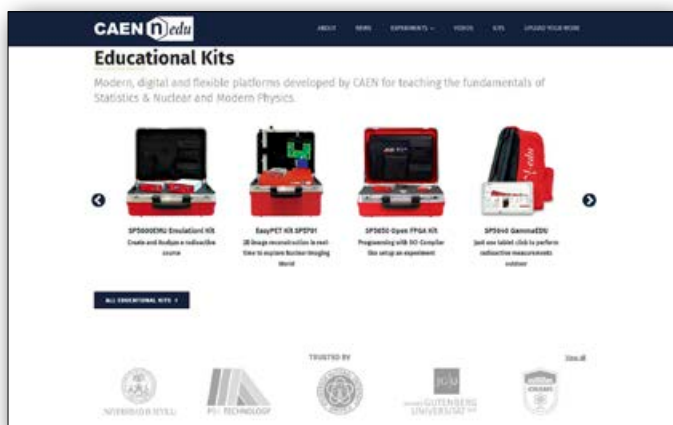 CAEN n edu
ABOUT NEWS EXPERIMENTS VIDEOS KITS UPLOAD YOUR WORK
Educational Kits
Modern, digital and flexible platforms developed by CAEN for teaching the fundamentals of
Statistics & Nuclear and Modern Physics.
SP5600EMU Emulation Kit
Create and Analyze a radioactive
source
EasyPET Kit SP5701
2D image reconstruction in real-
time to explore Nuclear Imaging
World
SP5650 Open FPGA Kit
Programming with SCI-Compiler
like setup an experiment
SP5640 GammaEDU
Just one tablet click to perform
radioactive measurements
outdoor
ALL EDUCATIONAL KITS
TRUSTED BY
View all
TECHNOLOGY
JG|U
GUTENBERG
UNIVERSITÄT